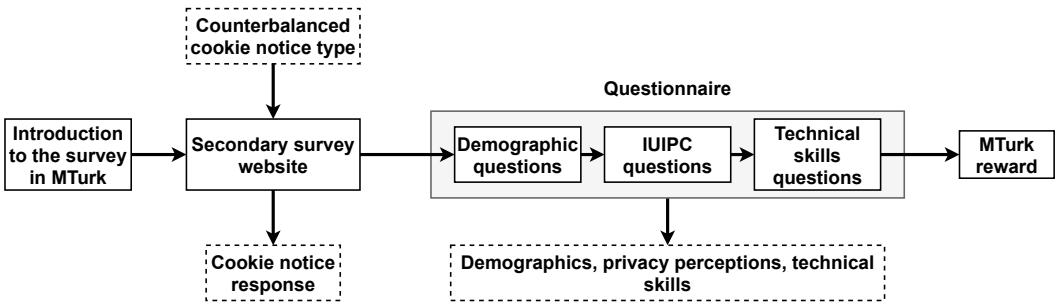 Counterbalanced
cookie notice type
Questionnaire
Introduction
to the survey
in MTurk
Secondary survey
website
Demographic
questions
IUIPC
questions
Technical
skills
questions
MTurk
reward
Cookie notice
response
Demographics, privacy perceptions, technical
skills